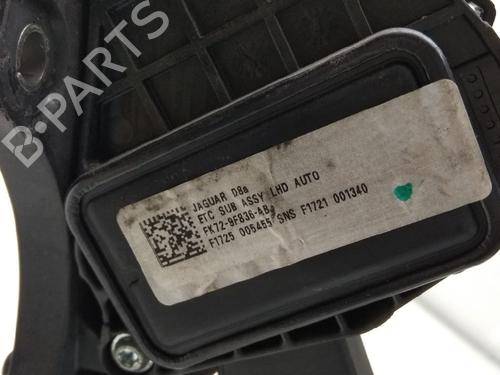 B-PARTS
JAGUAR D8a
ETC SUB ASSY LHD AUTO
FK72-9F836-AB
F1725 005455 SNS F1721 001340